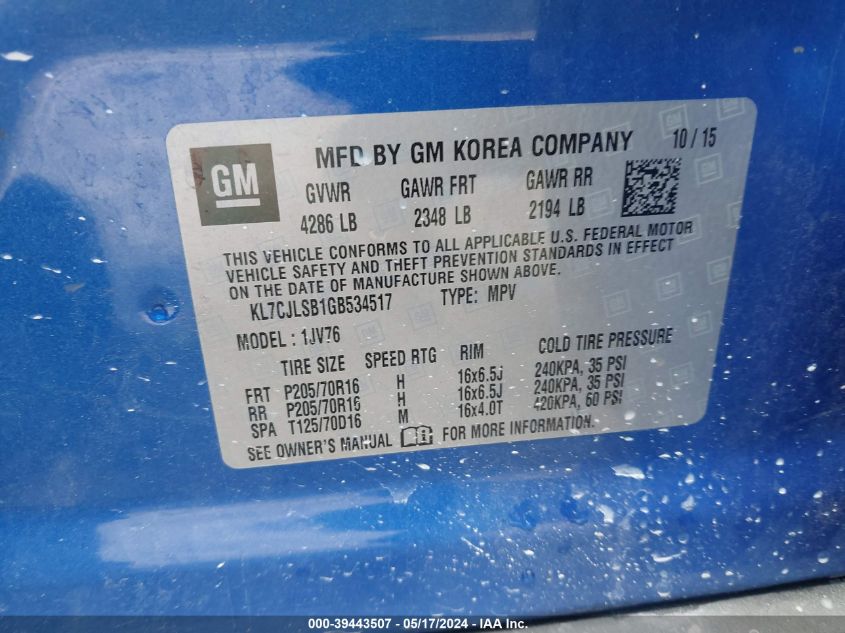 GM
MFD BY GM KOREA COMPANY 10 / 15
GVWR GAWR FRT GAWR RR
4286 LB 2348 LB 2194 LB
THIS VEHICLE CONFORMS TO ALL APPLICABLE U.S. FEDERAL MOTOR
VEHICLE SAFETY AND THEFT PREVENTION STANDARDS IN EFFECT
ON THE DATE OF MANUFACTURE SHOWN ABOVE.
KL7CJLSB1GB534517 TYPE: MPV
MODEL : 1JV76
TIRE SIZE SPEED RTG RIM COLD TIRE PRESSURE
FRT P205/70R16 H 16x6.5J 240KPA, 35 PSI
RR P205/70R16 H 16x6.5J 240KPA, 35 PSI
SPA T125/70D16 M 16x4.0T 420KPA, 60 PSI
SEE OWNER'S MANUAL FOR MORE INFORMATION.
000-39443507 - 05/17/2024 - IAA Inc.